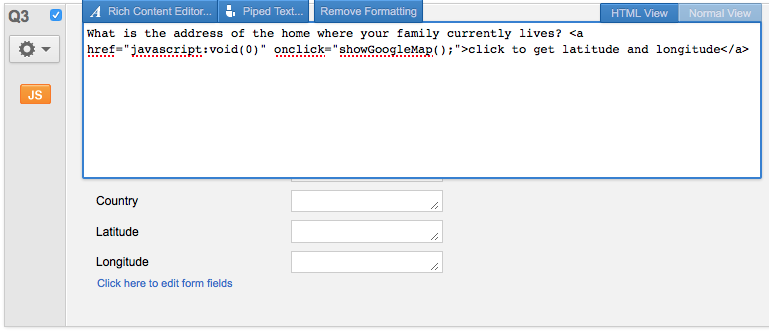 Q3
A Rich Content Editor...
Piped Text...
Remove Formatting
HTML View
Normal View
What is the address of the home where your family currently lives? <a
href="javascript:void(0)" onclick="showGoogleMap();">click to get latitude and longitude</a>
JS
Country
Latitude
Longitude
Click here to edit form fields